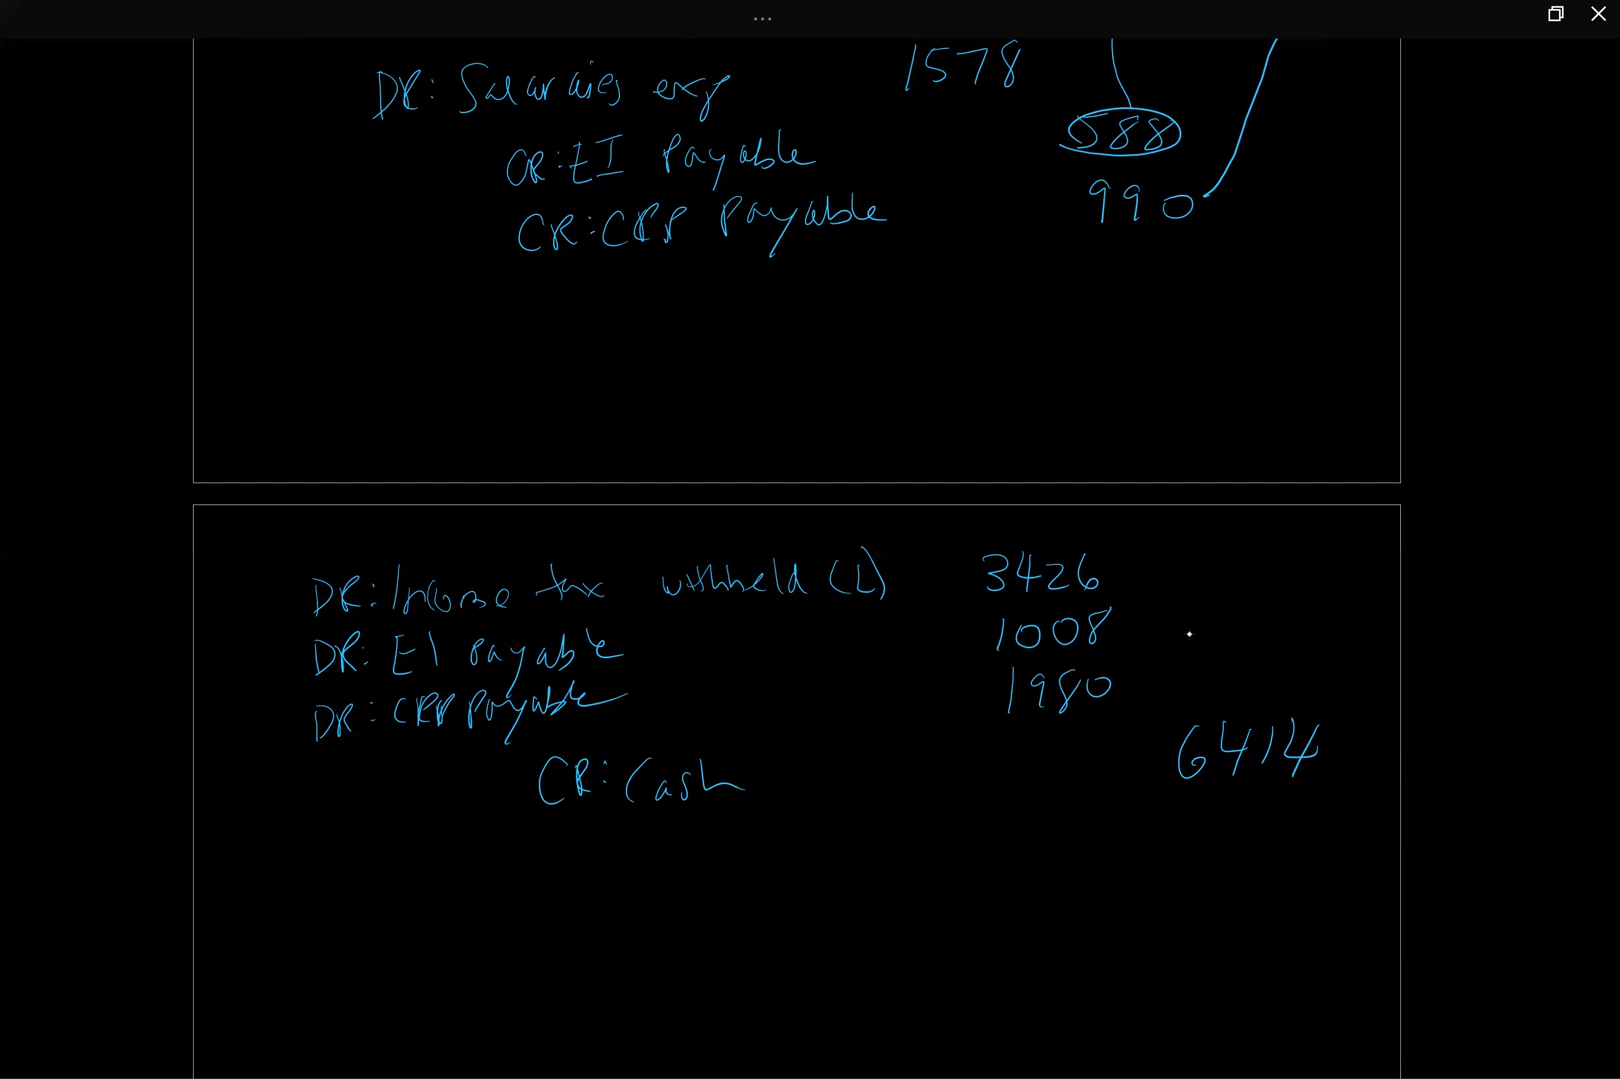 DR: Salaraies exp 1578
CR: EI Payable 588
CR: CPP Payable 990
DR: Income tax withheld (L) 3426
DR: EI Payable 1008
DR: CPP Payable 1980
CR: Cash 6414